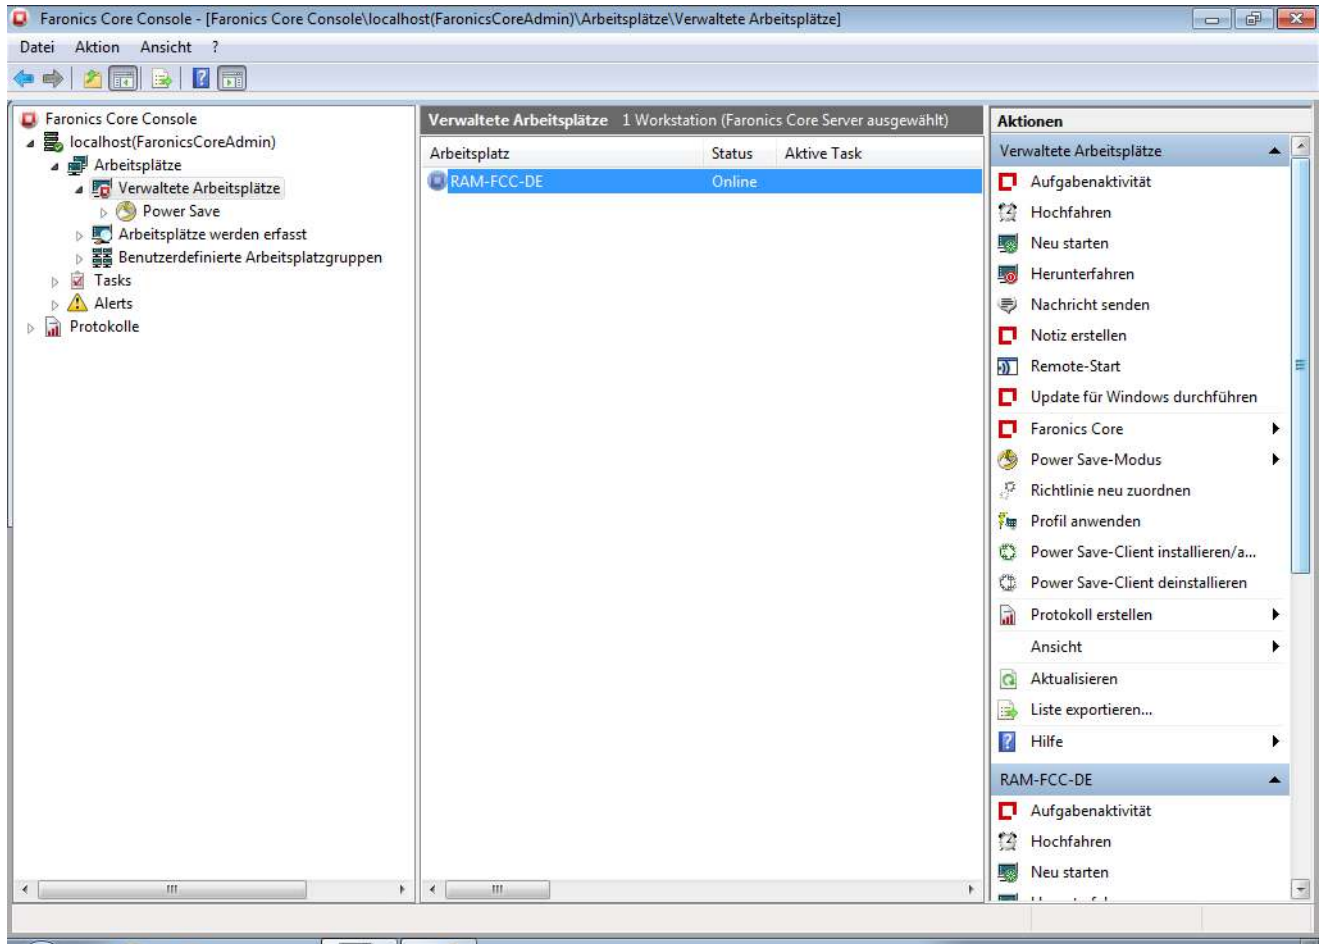 Faronics Core Console - [Faronics Core Console\localhost(FaronicsCoreAdmin)\Arbeitsplätze\Verwaltete Arbeitsplätze]
Datei Aktion Ansicht ?
Faronics Core Console
localhost(FaronicsCoreAdmin)
Arbeitsplätze
Verwaltete Arbeitsplätze
Power Save
Arbeitsplätze werden erfasst
Benutzerdefinierte Arbeitsplatzgruppen
Tasks
Alerts
Protokolle
Verwaltete Arbeitsplätze 1 Workstation (Faronics Core Server ausgewählt)
Arbeitsplatz Status Aktive Task
RAM-FCC-DE Online
Aktionen
Verwaltete Arbeitsplätze
Aufgabenaktivität
Hochfahren
Neu starten
Herunterfahren
Nachricht senden
Notiz erstellen
Remote-Start
Update für Windows durchführen
Faronics Core
Power Save-Modus
Richtlinie neu zuordnen
Profil anwenden
Power Save-Client installieren/a...
Power Save-Client deinstallieren
Protokoll erstellen
Ansicht
Aktualisieren
Liste exportieren...
Hilfe
RAM-FCC-DE
Aufgabenaktivität
Hochfahren
Neu starten